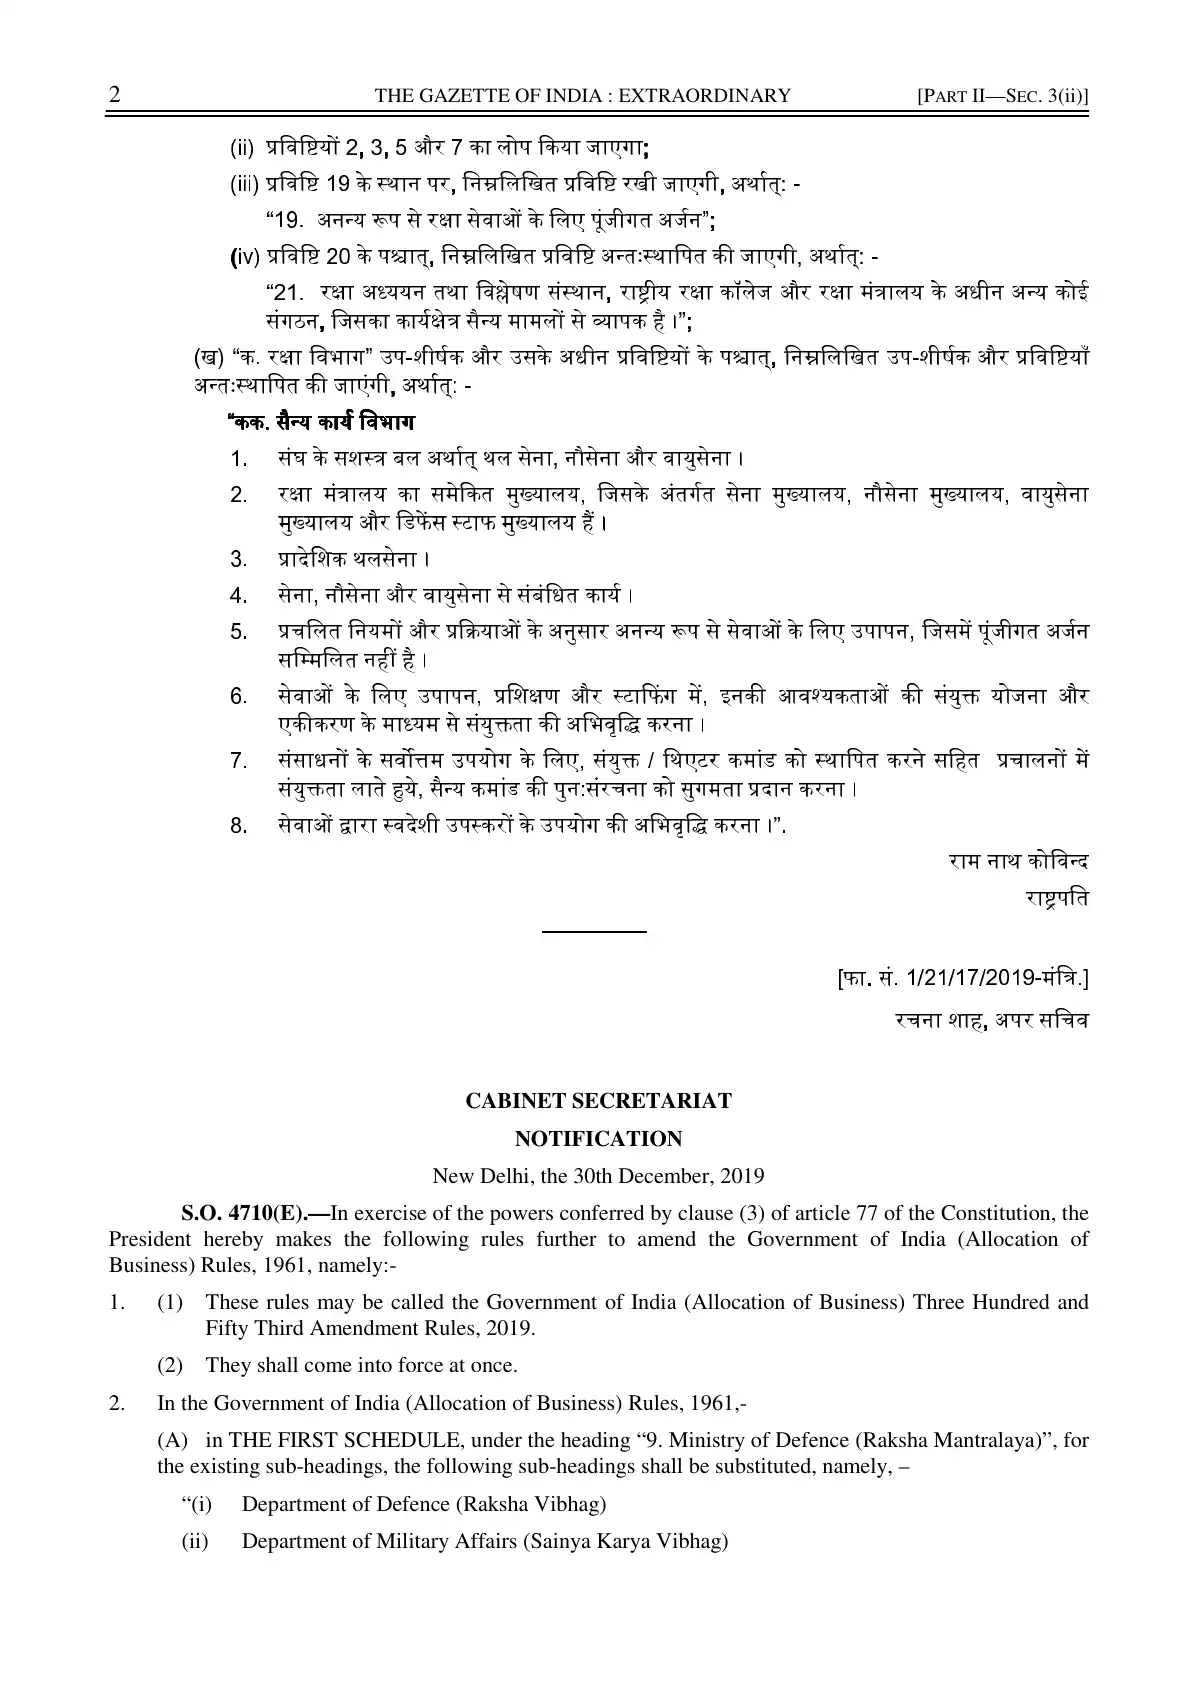 2 THE GAZETTE OF INDIA : EXTRAORDINARY [PART II—SEC. 3(ii)]
(ii) प्रविष्टियों 2, 3, 5 और 7 का लोप किया जाएगा;
(iii) प्रविष्टि 19 के स्थान पर, निम्नलिखित प्रविष्टि रखी जाएगी, अर्थात्: -
“19. अनन्य रूप से रक्षा सेवाओं के लिए पूंजीगत अर्जन”;
(iv) प्रविष्टि 20 के पश्चात्, निम्नलिखित प्रविष्टि अन्तःस्थापित की जाएगी, अर्थात्: -
“21. रक्षा अध्ययन तथा विश्लेषण संस्थान, राष्ट्रीय रक्षा कॉलेज और रक्षा मंत्रालय के अधीन अन्य कोई
संगठन, जिसका कार्यक्षेत्र सैन्य मामलों से व्यापक है ।”;
(ख) “क. रक्षा विभाग” उप-शीर्षक और उसके अधीन प्रविष्टियों के पश्चात्, निम्नलिखित उप-शीर्षक और प्रविष्टियाँ
अन्तःस्थापित की जाएंगी, अर्थात्: -
“कक. सैन्य कार्य विभाग
1. संघ के सशस्त्र बल अर्थात् थल सेना, नौसेना और वायुसेना ।
2. रक्षा मंत्रालय का समेकित मुख्यालय, जिसके अंतर्गत सेना मुख्यालय, नौसेना मुख्यालय, वायुसेना
मुख्यालय और डिफेंस स्टाफ मुख्यालय हैं ।
3. प्रादेशिक थलसेना ।
4. सेना, नौसेना और वायुसेना से संबंधित कार्य ।
5. प्रचलित नियमों और प्रक्रियाओं के अनुसार अनन्य रूप से सेवाओं के लिए उपापन, जिसमें पूंजीगत अर्जन
सम्मिलित नहीं है ।
6. सेवाओं के लिए उपापन, प्रशिक्षण और स्टाफिंग में, इनकी आवश्यकताओं की संयुक्त योजना और
एकीकरण के माध्यम से संयुक्तता की अभिवृद्धि करना ।
7. संसाधनों के सर्वोत्तम उपयोग के लिए, संयुक्त / थिएटर कमांड को स्थापित करने सहित प्रचालनों में
संयुक्तता लाते हुये, सैन्य कमांड की पुन:संरचना को सुगमता प्रदान करना ।
8. सेवाओं द्वारा स्वदेशी उपस्करों के उपयोग की अभिवृद्धि करना ।”.
राम नाथ कोविन्द
राष्ट्रपति
[फा. सं. 1/21/17/2019-मंत्रि.]
रचना शाह, अपर सचिव
CABINET SECRETARIAT
NOTIFICATION
New Delhi, the 30th December, 2019
S.O. 4710(E).—In exercise of the powers conferred by clause (3) of article 77 of the Constitution, the
President hereby makes the following rules further to amend the Government of India (Allocation of
Business) Rules, 1961, namely:-
1. (1) These rules may be called the Government of India (Allocation of Business) Three Hundred and
Fifty Third Amendment Rules, 2019.
(2) They shall come into force at once.
2. In the Government of India (Allocation of Business) Rules, 1961,-
(A) in THE FIRST SCHEDULE, under the heading “9. Ministry of Defence (Raksha Mantralaya)”, for
the existing sub-headings, the following sub-headings shall be substituted, namely, –
“(i) Department of Defence (Raksha Vibhag)
(ii) Department of Military Affairs (Sainya Karya Vibhag)